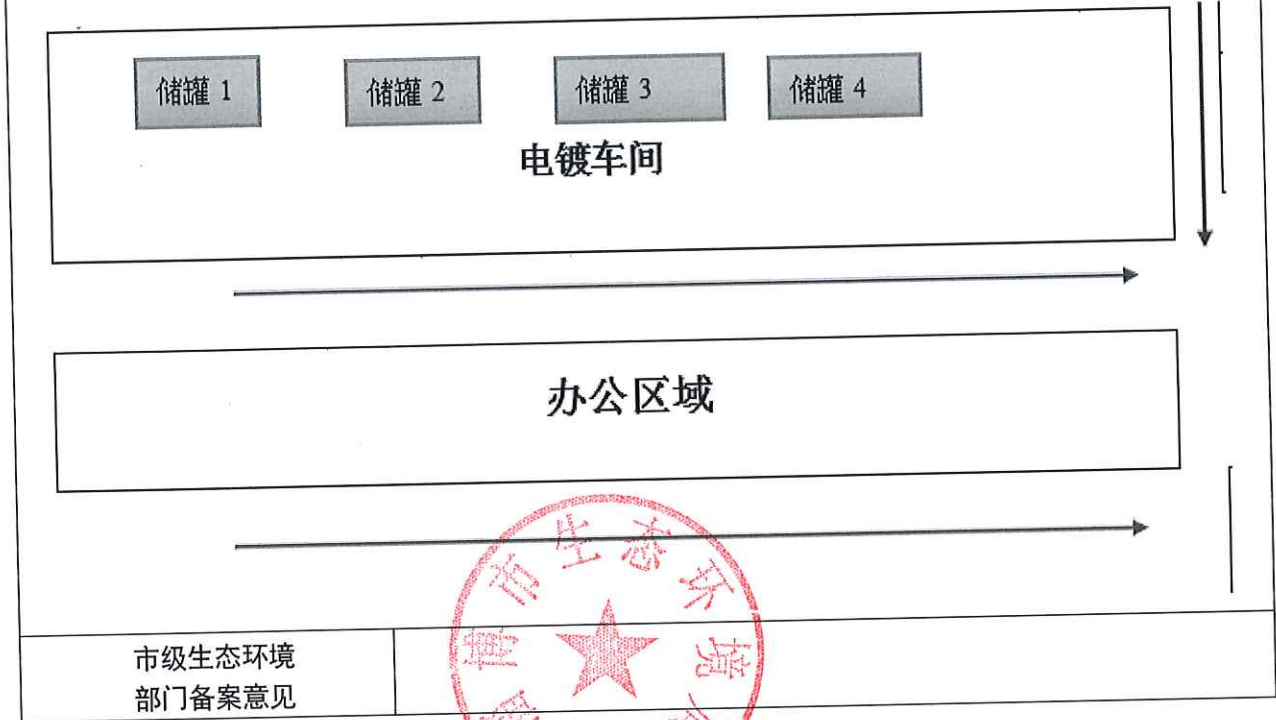 储罐 1 储罐 2 储罐 3 储罐 4
电镀车间
办公区域
博市生态环境
市级生态环境
部门备案意见